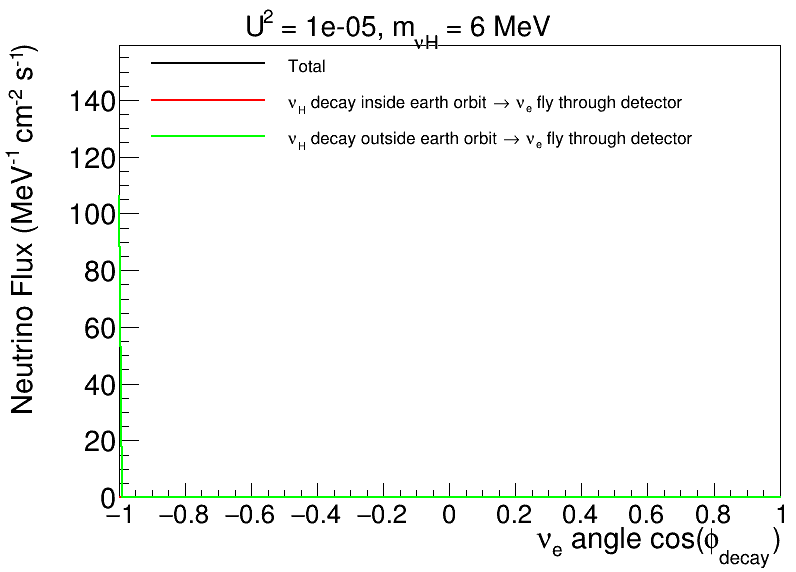 U² = 1e-05, m_νH = 6 MeV
Total
ν_H decay inside earth orbit → ν_e fly through detector
ν_H decay outside earth orbit → ν_e fly through detector
Neutrino Flux (MeV⁻¹ cm⁻² s⁻¹)
140
120
100
80
60
40
20
0
−1 −0.8 −0.6 −0.4 −0.2 0 0.2 0.4 0.6 0.8 1
ν_e angle cos(ϕ_decay)